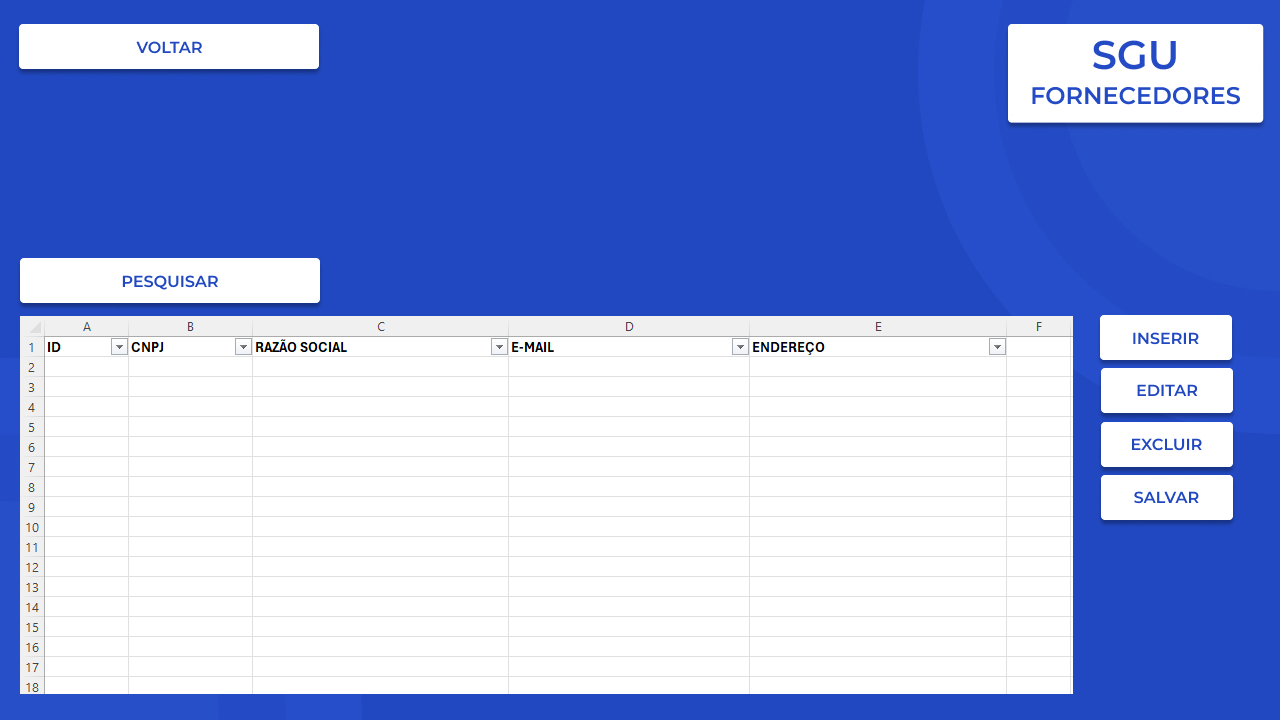 VOLTAR
SGU
FORNECEDORES
PESQUISAR
A B C D E F
1 ID CNPJ RAZÃO SOCIAL E-MAIL ENDEREÇO
2
3
4
5
6
7
8
9
10
11
12
13
14
15
16
17
18
INSERIR
EDITAR
EXCLUIR
SALVAR